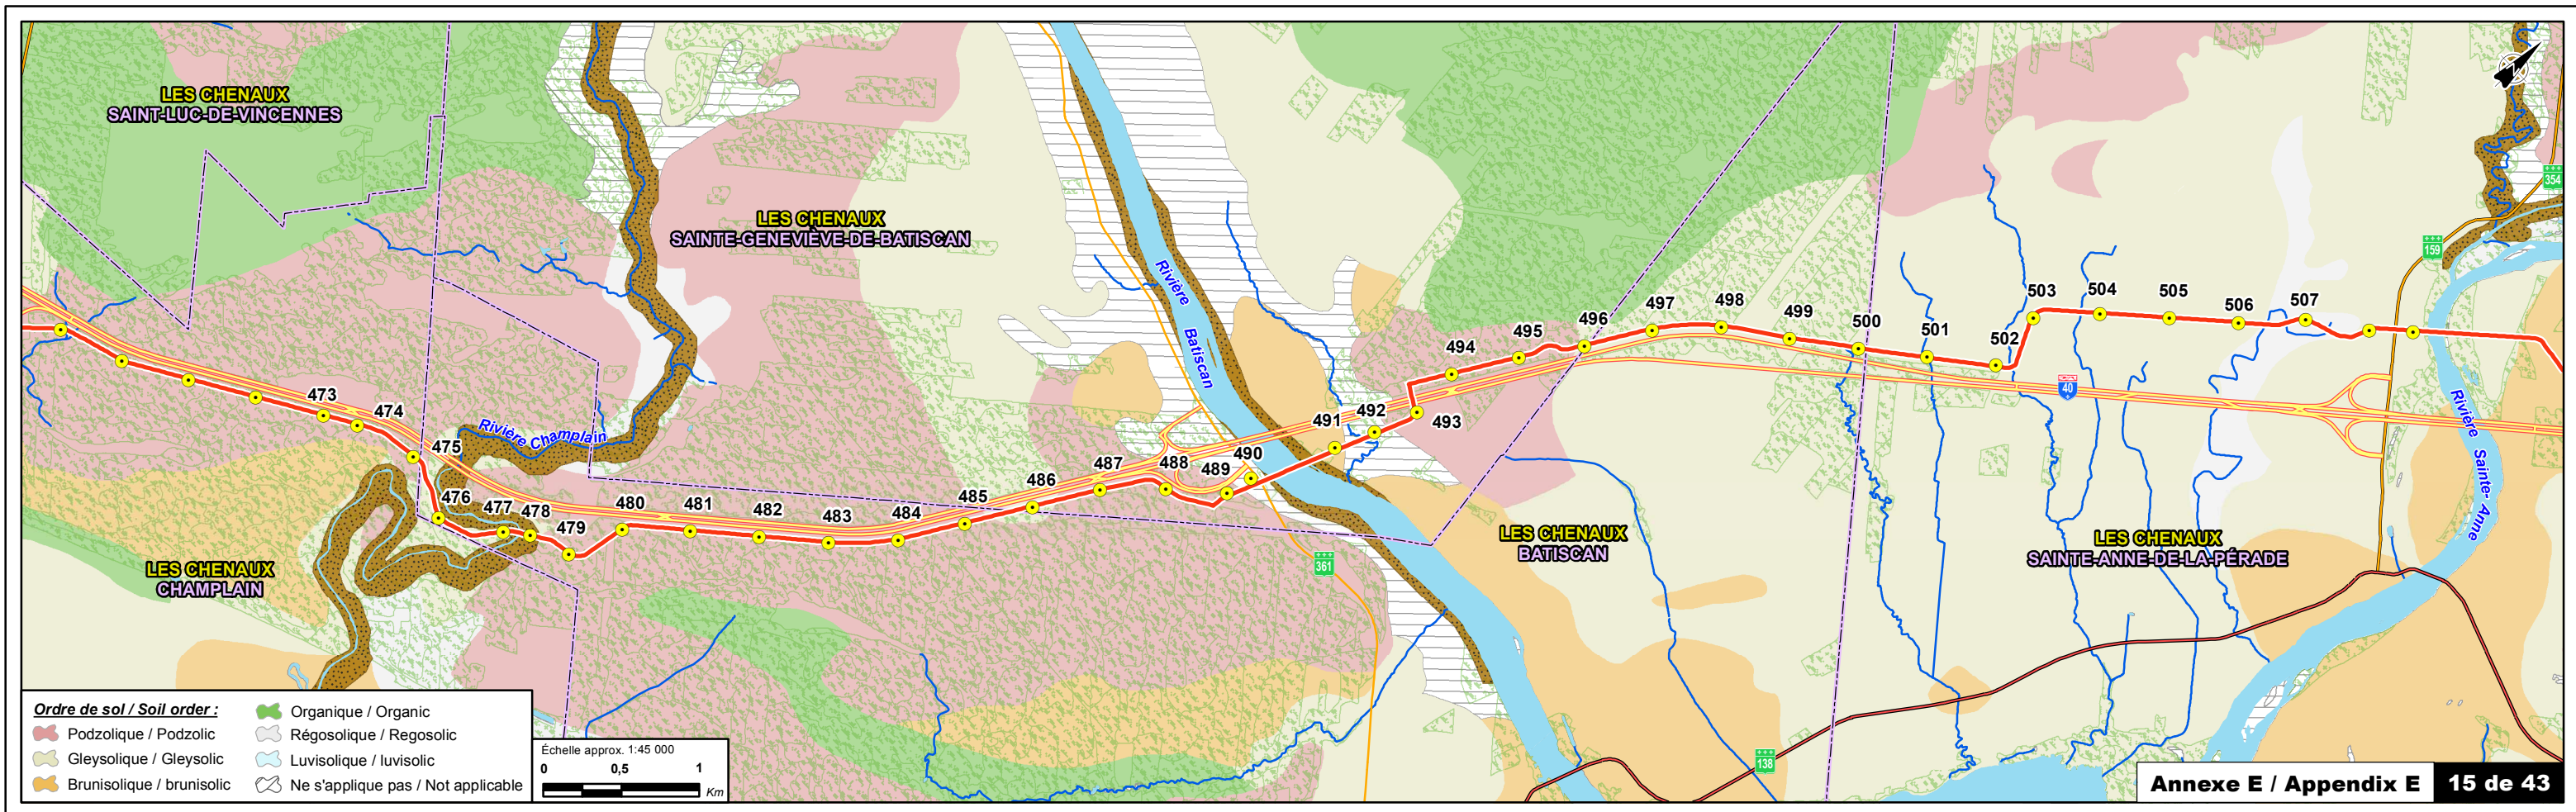 LES CHENAUX
SAINT-LUC-DE-VINCENNES
LES CHENAUX
SAINTE-GENEVIÈVE-DE-BATISCAN
Rivière Batiscan
354
159
473
474
475
476
477
478
479
480
481
482
483
484
485
486
487
488
489
490
491
492
493
494
495
496
497
498
499
500
501
502
503
504
505
506
507
40
Rivière Champlain
Rivière Sainte-Anne
LES CHENAUX
CHAMPLAIN
361
LES CHENAUX
BATISCAN
LES CHENAUX
SAINTE-ANNE-DE-LA-PÉRADE
138
Ordre de sol / Soil order :
Podzolique / Podzolic
Gleysolique / Gleysolic
Brunisolique / brunisolic
Organique / Organic
Régosolique / Regosolic
Luvisolique / luvisolic
Ne s'applique pas / Not applicable
Échelle approx. 1:45 000
0 0,5 1
Km
Annexe E / Appendix E 15 de 43